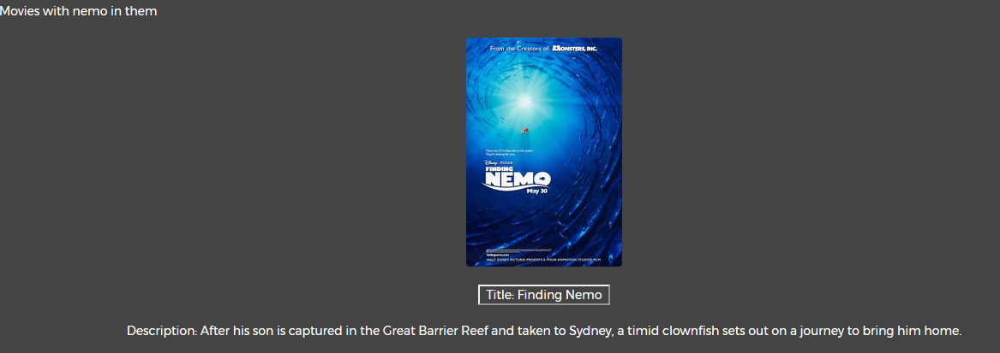 Movies with nemo in them
From the Creators of MONSTERS, INC.
There are 3.7 trillion fish in the ocean,
They're looking for one.
Disney · PIXAR
FINDING
NEMO
May 30
findingnemo.com
WALT DISNEY PICTURES PRESENTS A PIXAR ANIMATION STUDIOS FILM
Title: Finding Nemo
Description: After his son is captured in the Great Barrier Reef and taken to Sydney, a timid clownfish sets out on a journey to bring him home.